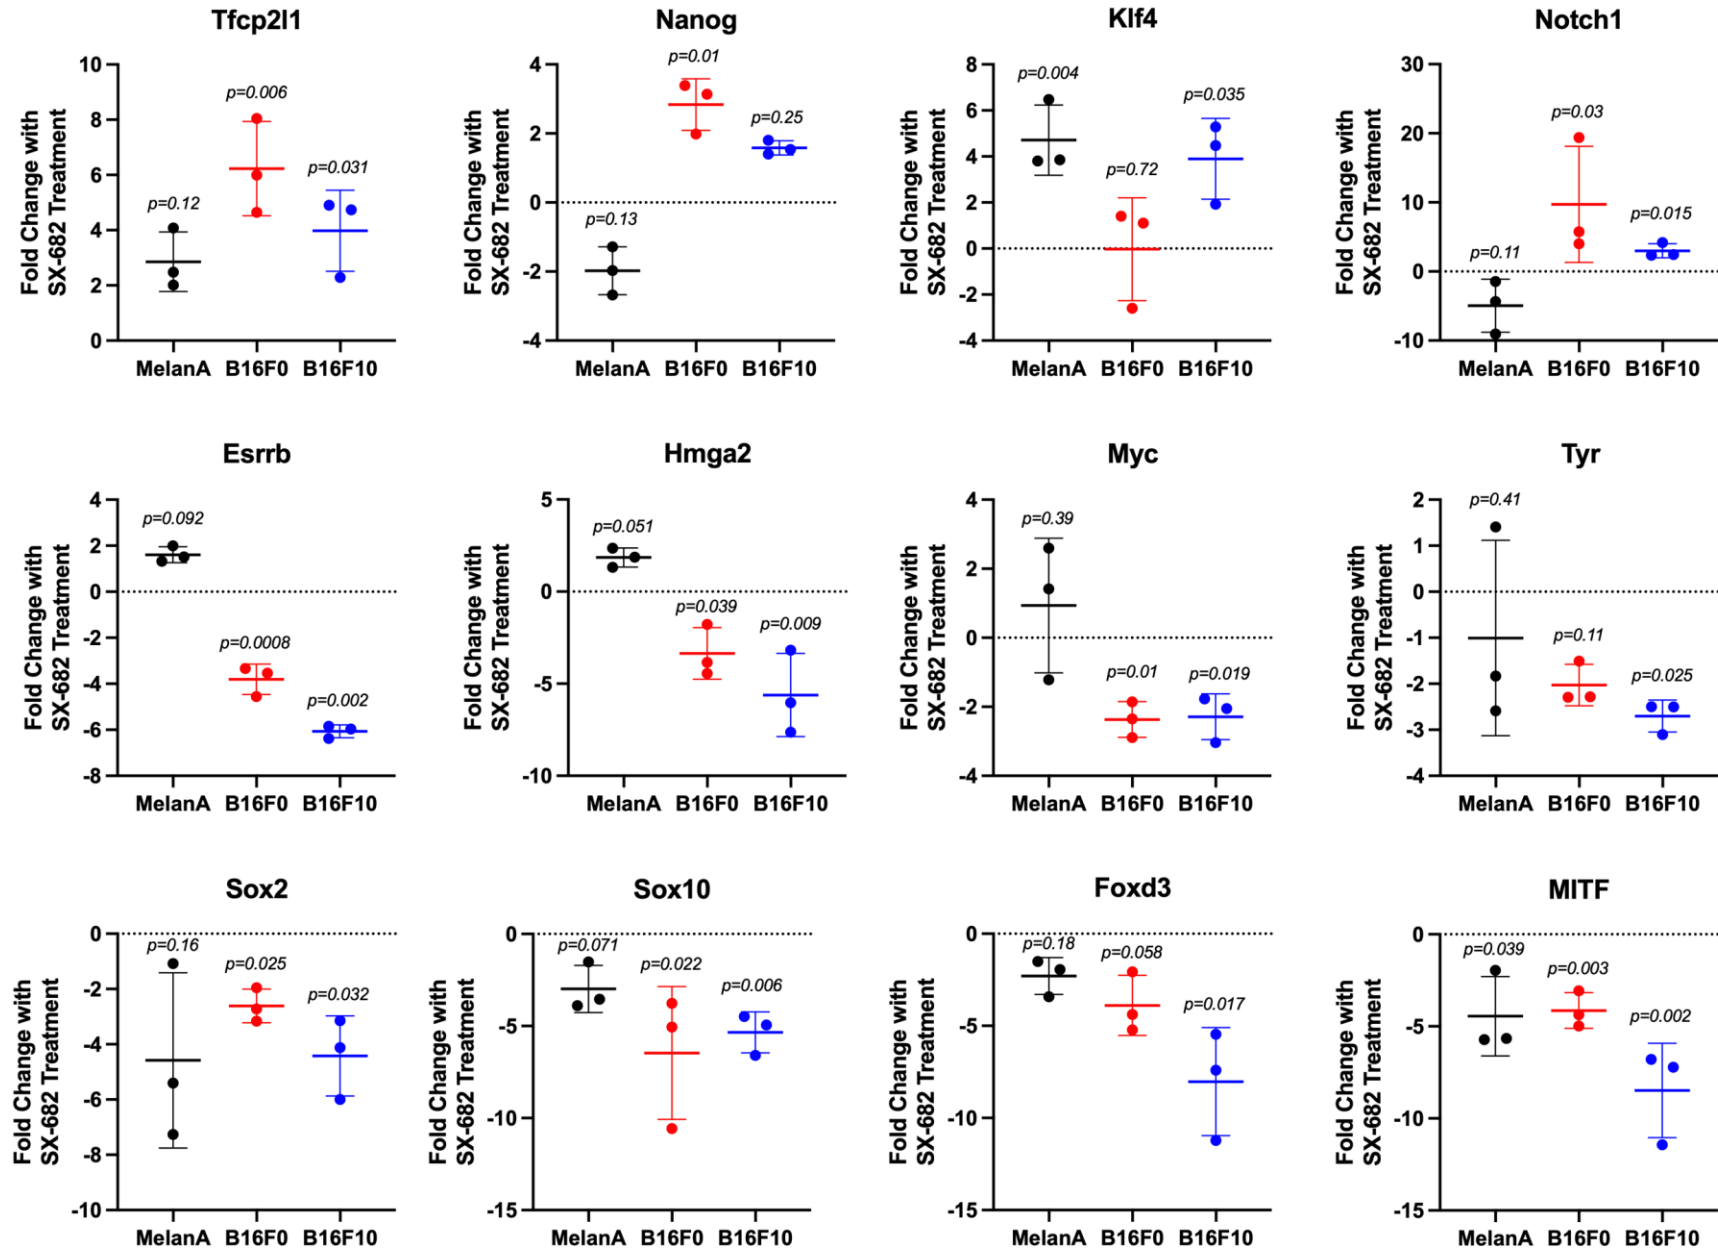 Tfcp2l1
Fold Change with
SX-682 Treatment
10
8
6
4
2
0
p=0.12
p=0.006
p=0.031
MelanA B16F0 B16F10
Nanog
Fold Change with
SX-682 Treatment
4
2
0
-2
-4
p=0.13
p=0.01
p=0.25
MelanA B16F0 B16F10
Klf4
Fold Change with
SX-682 Treatment
8
6
4
2
0
-2
-4
p=0.004
p=0.72
p=0.035
MelanA B16F0 B16F10
Notch1
Fold Change with
SX-682 Treatment
30
20
10
0
-10
p=0.11
p=0.03
p=0.015
MelanA B16F0 B16F10
Esrrb
Fold Change with
SX-682 Treatment
4
2
0
-2
-4
-6
-8
p=0.092
p=0.0008
p=0.002
MelanA B16F0 B16F10
Hmga2
Fold Change with
SX-682 Treatment
5
0
-5
-10
p=0.051
p=0.039
p=0.009
MelanA B16F0 B16F10
Myc
Fold Change with
SX-682 Treatment
4
2
0
-2
-4
p=0.39
p=0.01
p=0.019
MelanA B16F0 B16F10
Tyr
Fold Change with
SX-682 Treatment
2
1
0
-1
-2
-3
-4
p=0.41
p=0.11
p=0.025
MelanA B16F0 B16F10
Sox2
Fold Change with
SX-682 Treatment
0
-2
-4
-6
-8
-10
p=0.16
p=0.025
p=0.032
MelanA B16F0 B16F10
Sox10
Fold Change with
SX-682 Treatment
0
-5
-10
-15
p=0.071
p=0.022
p=0.006
MelanA B16F0 B16F10
Foxd3
Fold Change with
SX-682 Treatment
0
-5
-10
-15
p=0.18
p=0.058
p=0.017
MelanA B16F0 B16F10
MITF
Fold Change with
SX-682 Treatment
0
-5
-10
-15
p=0.039
p=0.003
p=0.002
MelanA B16F0 B16F10